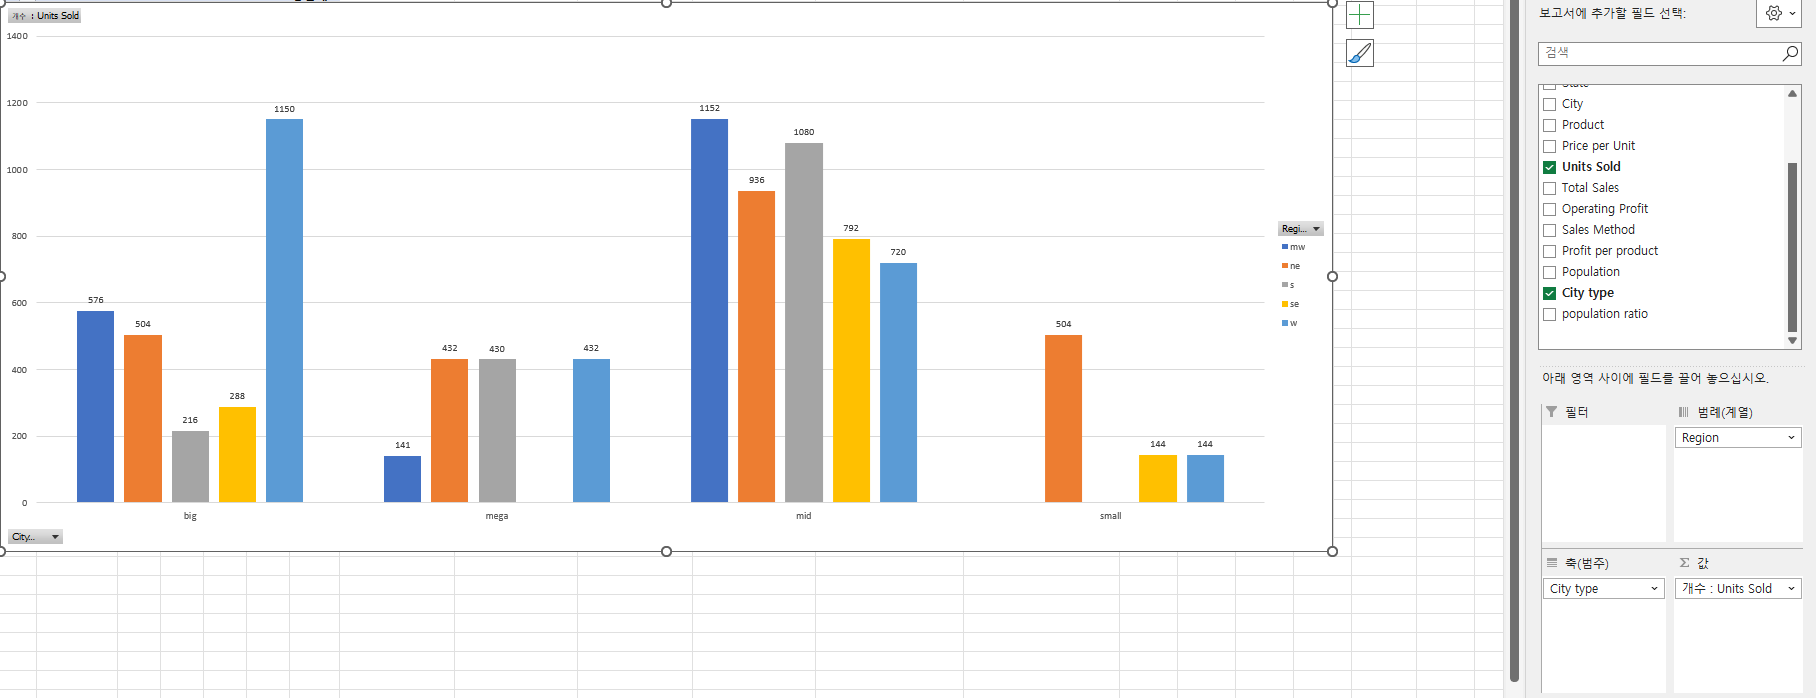 개수 : Units Sold
1400
1200
1000
800
600
400
200
0
576
504
216
288
1150
141
432
430
432
1152
936
1080
792
720
504
144
144
big
mega
mid
small
City...
Regi...
mw
ne
s
se
w
보고서에 추가할 필드 선택:
검색
State
City
Product
Price per Unit
Units Sold
Total Sales
Operating Profit
Sales Method
Profit per product
Population
City type
population ratio
아래 영역 사이에 필드를 끌어 놓으십시오.
필터
범례(계열)
Region
축(범주)
Σ 값
City type
개수 : Units Sold